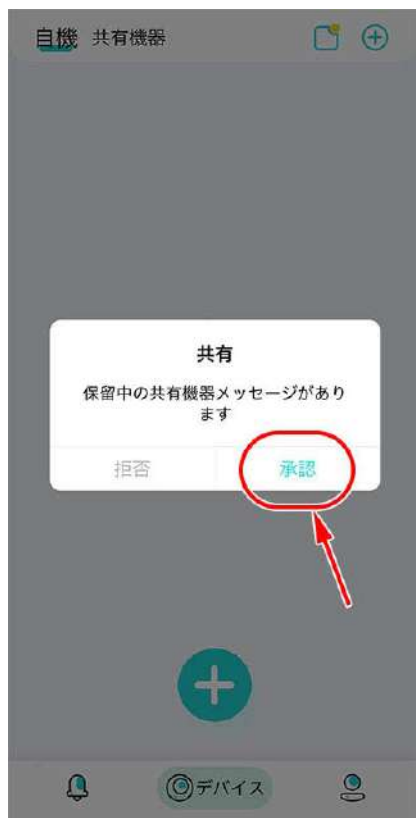 自機 共有機器
共有
保留中の共有機器メッセージがあり
ます
拒否 承認
デバイス